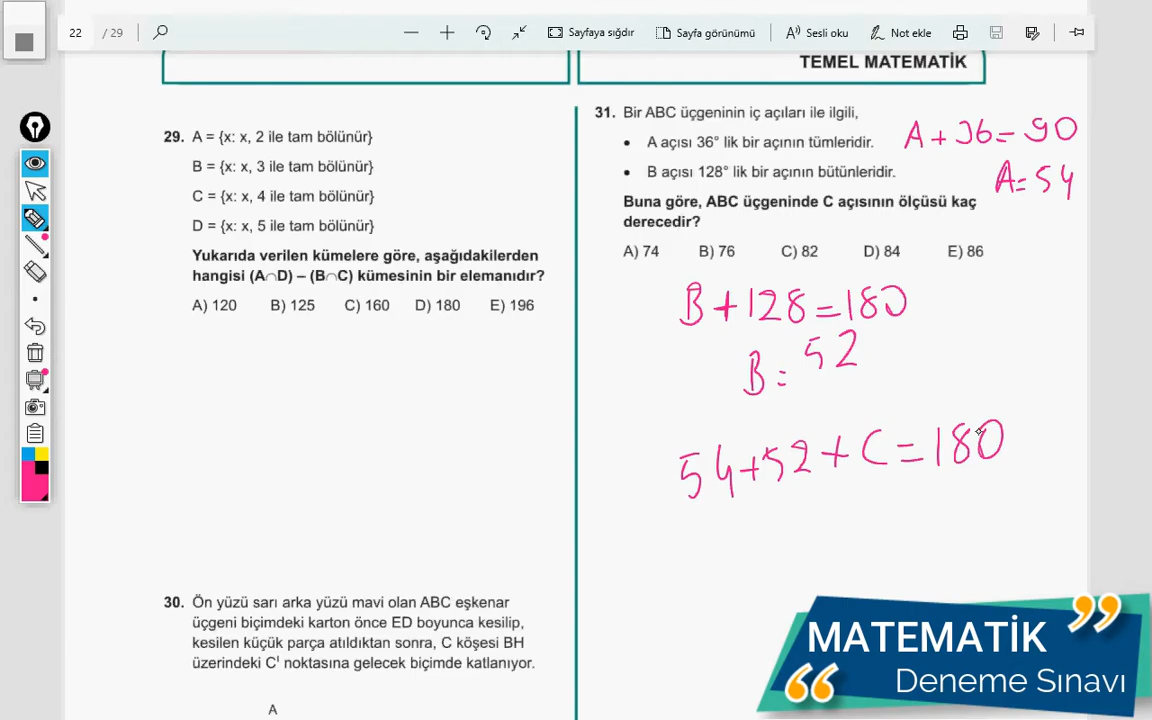 22 / 29
Sayfaya sığdır
Sayfa görünümü
Sesli oku
Not ekle
TEMEL MATEMATİK
29. A = {x: x, 2 ile tam bölünür}
B = {x: x, 3 ile tam bölünür}
C = {x: x, 4 ile tam bölünür}
D = {x: x, 5 ile tam bölünür}
Yukarıda verilen kümelere göre, aşağıdakilerden
hangisi (A∩D) – (B∩C) kümesinin bir elemanıdır?
A) 120 B) 125 C) 160 D) 180 E) 196
30. Ön yüzü sarı arka yüzü mavi olan ABC eşkenar
üçgeni biçimdeki karton önce ED boyunca kesilip,
kesilen küçük parça atıldıktan sonra, C köşesi BH
üzerindeki Cı noktasına gelecek biçimde katlanıyor.
A
31. Bir ABC üçgeninin iç açıları ile ilgili,
• A açısı 36° lik bir açının tümleridir.
• B açısı 128° lik bir açının bütünleridir.
Buna göre, ABC üçgeninde C açısının ölçüsü kaç
derecedir?
A) 74 B) 76 C) 82 D) 84 E) 86
A + 36 = 90
A = 54
B + 128 = 180
B = 52
54 + 52 + C = 180
MATEMATİK
Deneme Sınavı